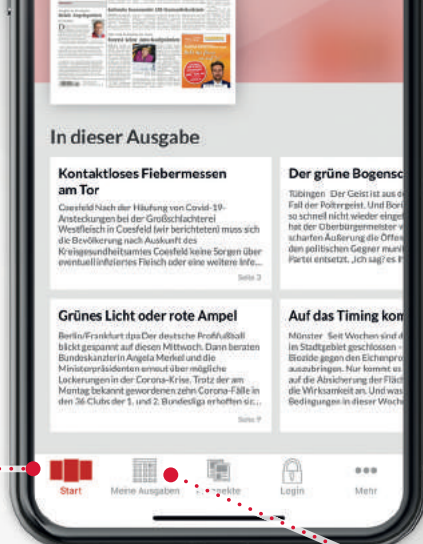 In dieser Ausgabe
Kontaktloses Fiebermessen
am Tor
Coesfeld Nach der Häufung von Covid-19-
Ansteckungen bei der Großschlachterei
Westfleisch in Coesfeld (wir berichteten) muss sich
die Bevölkerung nach Auskunft des
Kreisgesundheitsamtes Coesfeld keine Sorgen über
eventuell infiziertes Fleisch oder eine weitere Infe...
Seite 3
Der grüne Bogensc
Tübingen Der Geist ist aus d
Fall der Poltergeist. Und Bori
so schnell nicht wieder einge
hat der Oberbürgermeister
scharfen Äußerung die Öffen
den politischen Gegner muni
Partei entsetzt. „Ich sag' es
Grünes Licht oder rote Ampel
Berlin/Frankfurt dpa Der deutsche Profifußball
blickt gespannt auf diesen Mittwoch. Dann beraten
Bundeskanzlerin Angela Merkel und die
Ministerpräsidenten erneut über mögliche
Lockerungen in der Corona-Krise. Trotz der am
Montag bekannt gewordenen zehn Corona-Fälle in
den 36 Clubs der 1. und 2. Bundesliga erhoffen sic...
Seite 9
Auf das Timing kom
Münster Seit Wochen sind d
im Stadtgebiet geschlossen –
Biozide gegen den Eichenpro
auszubringen. Nur kommt es
auf die Absicherung der Fläch
die Wirksamkeit an. Und was
Bedingungen in dieser Woch
Start
Meine Ausgaben
Login
Mehr